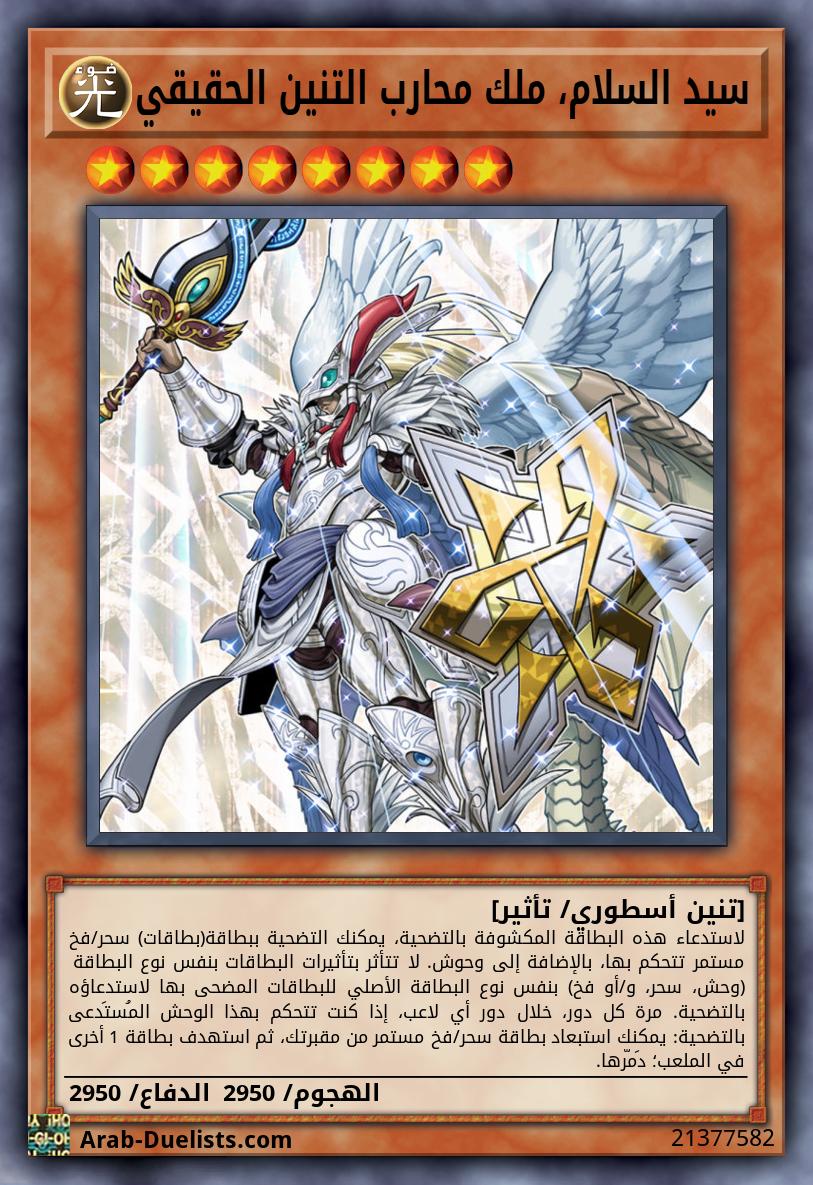 سيد السلام، ملك محارب التنين الحقيقي
ضوء
光
[تنين أسطوري/ تأثير]
لاستدعاء هذه البطاقة المكشوفة بالتضحية، يمكنك التضحية ببطاقة(بطاقات) سحر/فخ
مستمر تتحكم بها، بالإضافة إلى وحوش. لا تتأثر بتأثيرات البطاقات بنفس نوع البطاقة
(وحش، سحر، و/أو فخ) بنفس نوع البطاقة الأصلي للبطاقات المضحى بها لاستدعاؤه
بالتضحية. مرة كل دور، خلال دور أي لاعب، إذا كنت تتحكم بهذا الوحش المُستَدعى
بالتضحية: يمكنك استبعاد بطاقة سحر/فخ مستمر من مقبرتك، ثم استهدف بطاقة 1 أخرى
في الملعب؛ دَمّرها.
الهجوم/ 2950 الدفاع/ 2950
Arab-Duelists.com
21377582